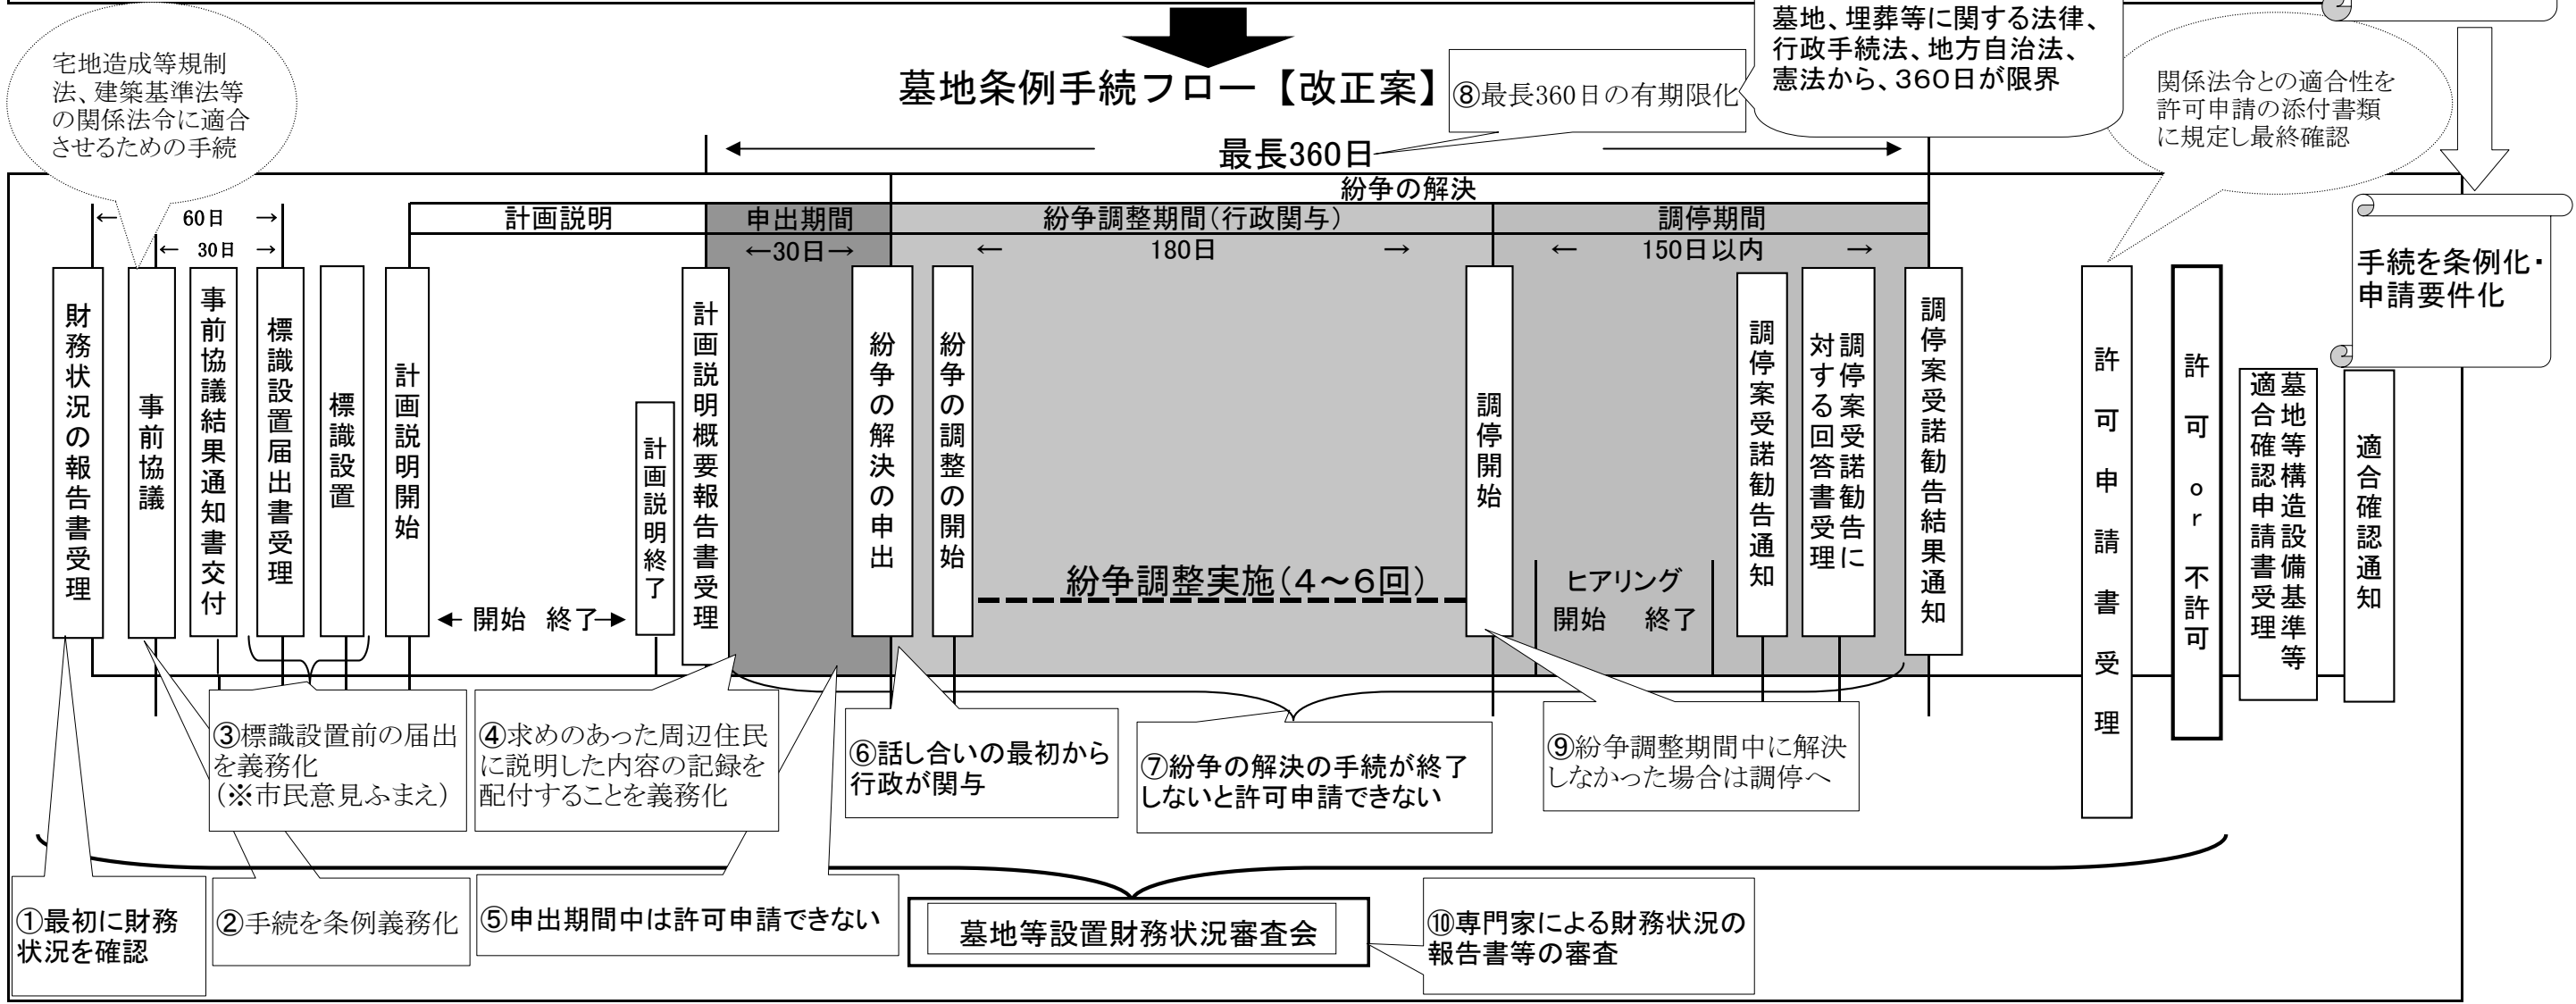 墓地、埋葬等に関する法律、
行政手続法、地方自治法、
憲法から、360日が限界
宅地造成等規制
法、建築基準法等
の関係法令に適合
させるための手続
墓地条例手続フロー【改正案】
⑧最長360日の有期限化
関係法令との適合性を
許可申請の添付書類
に規定し最終確認
最長360日
紛争の解決
←60日→
計画説明
申出期間
紛争調整期間(行政関与)
調停期間
←30日→
←30日→
←180日→
←150日以内→
手続を条例化・
申請要件化
財務状況の報告書受理
事前協議
事前協議結果通知書交付
標識設置届出書受理
標識設置
計画説明開始
←開始 終了→
計画説明終了
計画説明概要報告書受理
紛争の解決の申出
紛争の調整の開始
紛争調整実施(4～6回)
調停開始
ヒアリング
開始 終了
調停案受諾勧告通知
調停案受諾勧告に
対する回答書受理
調停案受諾勧告結果通知
許可申請書受理
許可or不許可
墓地等構造設備基準等
適合確認申請書受理
適合確認通知
③標識設置前の届出
を義務化
(※市民意見ふまえ)
④求めのあった周辺住民
に説明した内容の記録を
配付することを義務化
⑥話し合いの最初から
行政が関与
⑦紛争の解決の手続が終了
しないと許可申請できない
⑨紛争調整期間中に解決
しなかった場合は調停へ
①最初に財務
状況を確認
②手続を条例義務化
⑤申出期間中は許可申請できない
墓地等設置財務状況審査会
⑩専門家による財務状況の
報告書等の審査